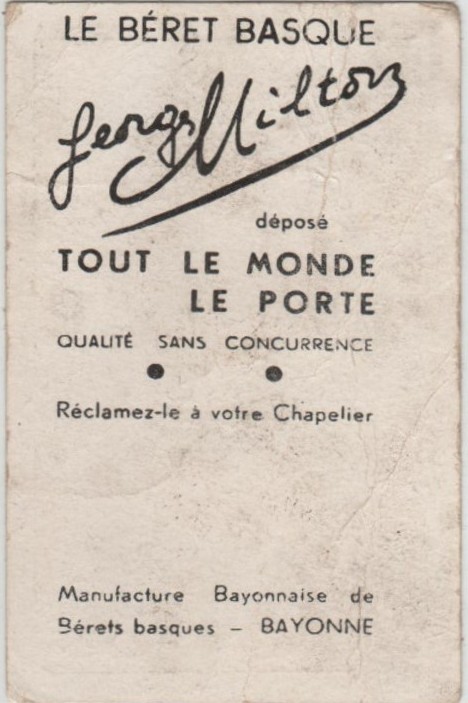 LE BÉRET BASQUE
Georges Milton
déposé
TOUT LE MONDE
LE PORTE
QUALITÉ SANS CONCURRENCE
Réclamez-le à votre Chapelier
Manufacture Bayonnaise de
Bérets basques – BAYONNE